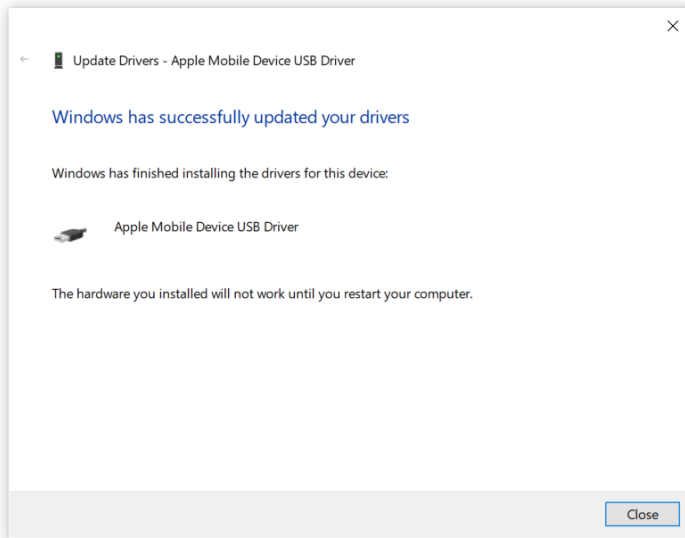 Update Drivers - Apple Mobile Device USB Driver
Windows has successfully updated your drivers
Windows has finished installing the drivers for this device:
Apple Mobile Device USB Driver
The hardware you installed will not work until you restart your computer.
Close